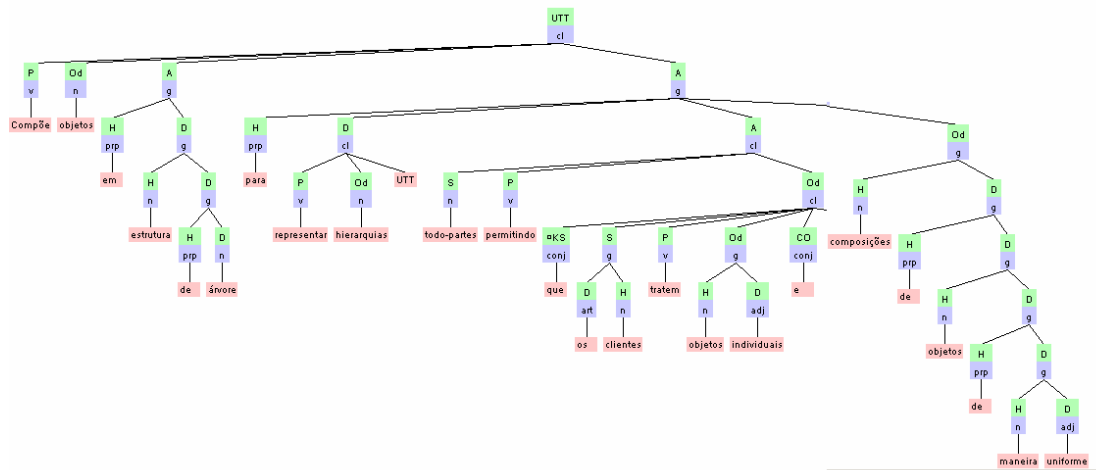 UTT
cl
P Od A A
v n g g
Compõe objetos H D H D A Od
prp g prp cl cl g
em H D para P Od UTT S P Od H D
n g v n n v cl n g
estrutura H D representar hierarquias todo-partes permitindo ¤KS S P Od CO composições H D
prp n conj g v g conj prp g
de árvore que D H tratem H D e de H D
art n n adj n g
os clientes objetos individuais objetos H D
prp g
de H D
n adj
maneira uniforme